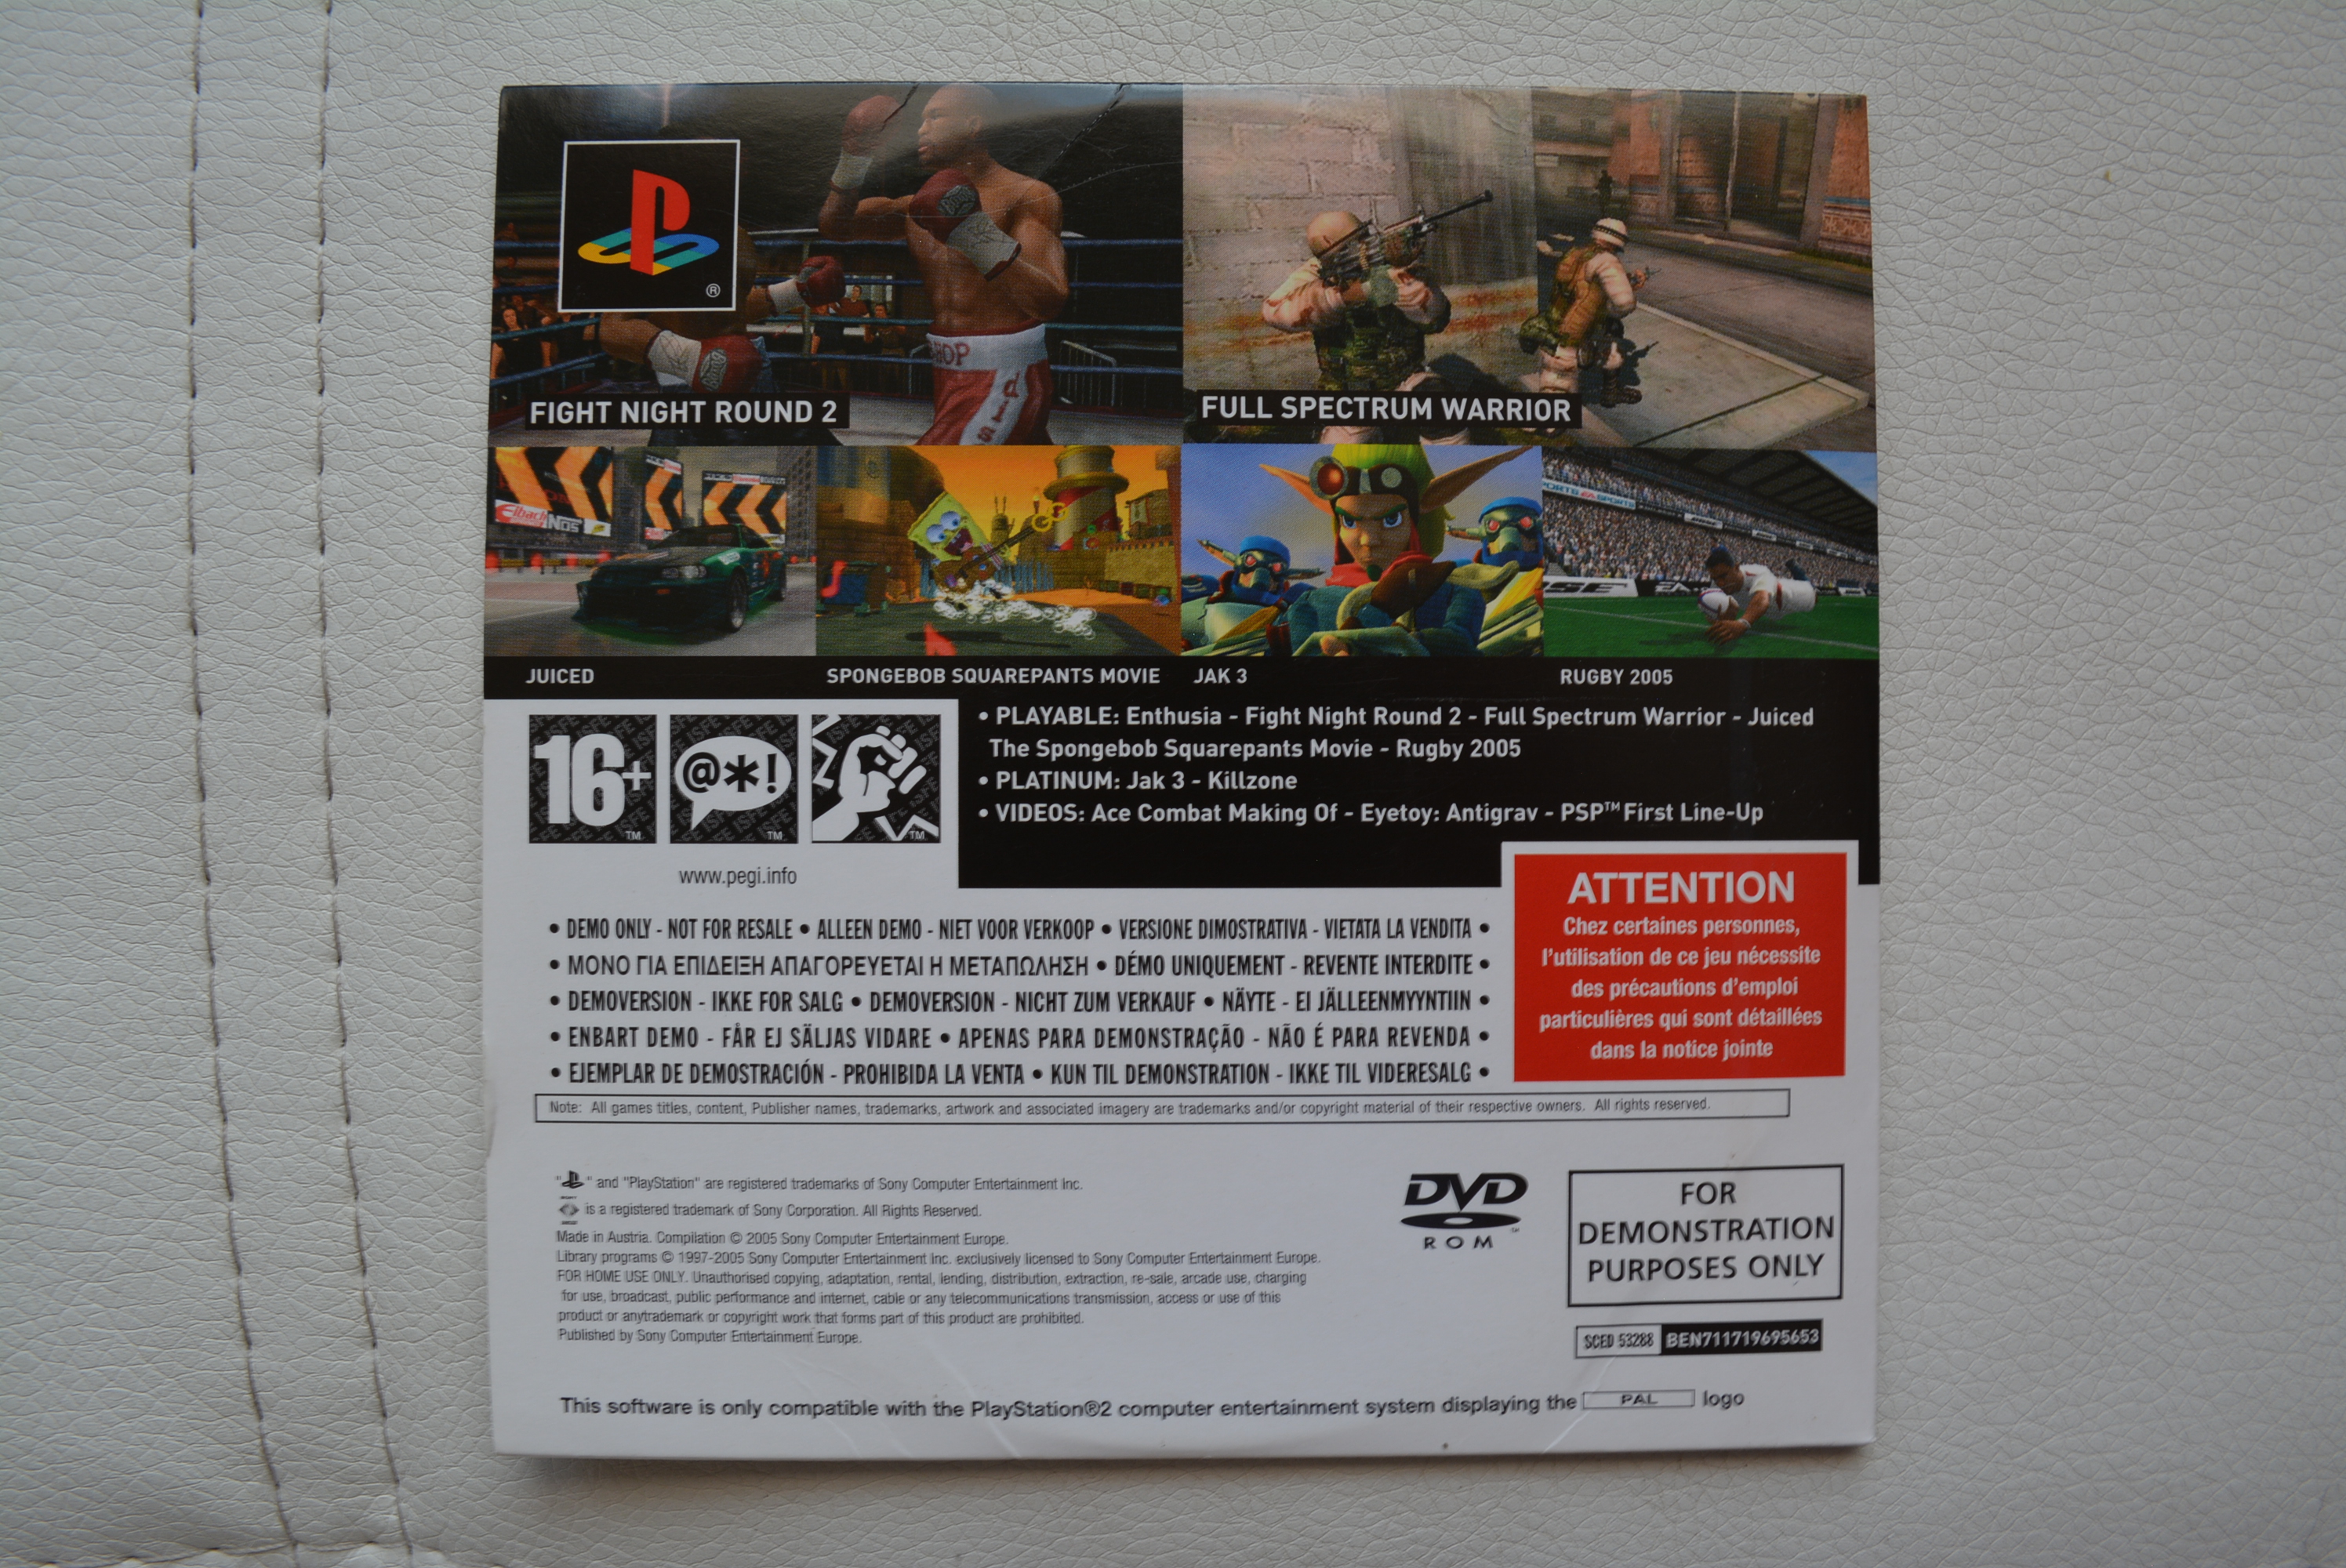 ®
HOP
FIGHT NIGHT ROUND 2
FULL SPECTRUM WARRIOR
Eibach
NOS
PORTS EA SPORTS
JUICED
SPONGEBOB SQUAREPANTS MOVIE
JAK 3
RUGBY 2005
16+
@*!
TM
TM
TM
www.pegi.info
• PLAYABLE: Enthusia - Fight Night Round 2 - Full Spectrum Warrior - Juiced
The Spongebob Squarepants Movie - Rugby 2005
• PLATINUM: Jak 3 - Killzone
• VIDEOS: Ace Combat Making Of - Eyetoy: Antigrav - PSP™ First Line-Up
ATTENTION
Chez certaines personnes,
l'utilisation de ce jeu nécessite
des précautions d'emploi
particulières qui sont détaillées
dans la notice jointe
• DEMO ONLY - NOT FOR RESALE • ALLEEN DEMO - NIET VOOR VERKOOP • VERSIONE DIMOSTRATIVA - VIETATA LA VENDITA •
• ΜΟΝΟ ΓΙΑ ΕΠΙΔΕΙΞΗ ΑΠΑΓΟΡΕΥΕΤΑΙ Η ΜΕΤΑΠΩΛΗΣΗ • DÉMO UNIQUEMENT - REVENTE INTERDITE •
• DEMOVERSION - IKKE FOR SALG • DEMOVERSION - NICHT ZUM VERKAUF • NÄYTE - EI JÄLLEENMYYNTIIN •
• ENBART DEMO - FÅR EJ SÄLJAS VIDARE • APENAS PARA DEMONSTRAÇÃO - NÃO É PARA REVENDA •
• EJEMPLAR DE DEMOSTRACIÓN - PROHIBIDA LA VENTA • KUN TIL DEMONSTRATION - IKKE TIL VIDERESALG •
Note: All games titles, content, Publisher names, trademarks, artwork and associated imagery are trademarks and/or copyright material of their respective owners. All rights reserved.
" " and "PlayStation" are registered trademarks of Sony Computer Entertainment Inc.
is a registered trademark of Sony Corporation. All Rights Reserved.
Made in Austria. Compilation © 2005 Sony Computer Entertainment Europe.
Library programs © 1997-2005 Sony Computer Entertainment Inc. exclusively licensed to Sony Computer Entertainment Europe.
FOR HOME USE ONLY. Unauthorised copying, adaptation, rental, lending, distribution, extraction, re-sale, arcade use, charging
for use, broadcast, public performance and internet, cable or any telecommunications transmission, access or use of this
product or anytrademark or copyright work that forms part of this product are prohibited.
Published by Sony Computer Entertainment Europe.
DVD
ROM
FOR
DEMONSTRATION
PURPOSES ONLY
SCED 53288 BEN711719695653
This software is only compatible with the PlayStation®2 computer entertainment system displaying the PAL logo